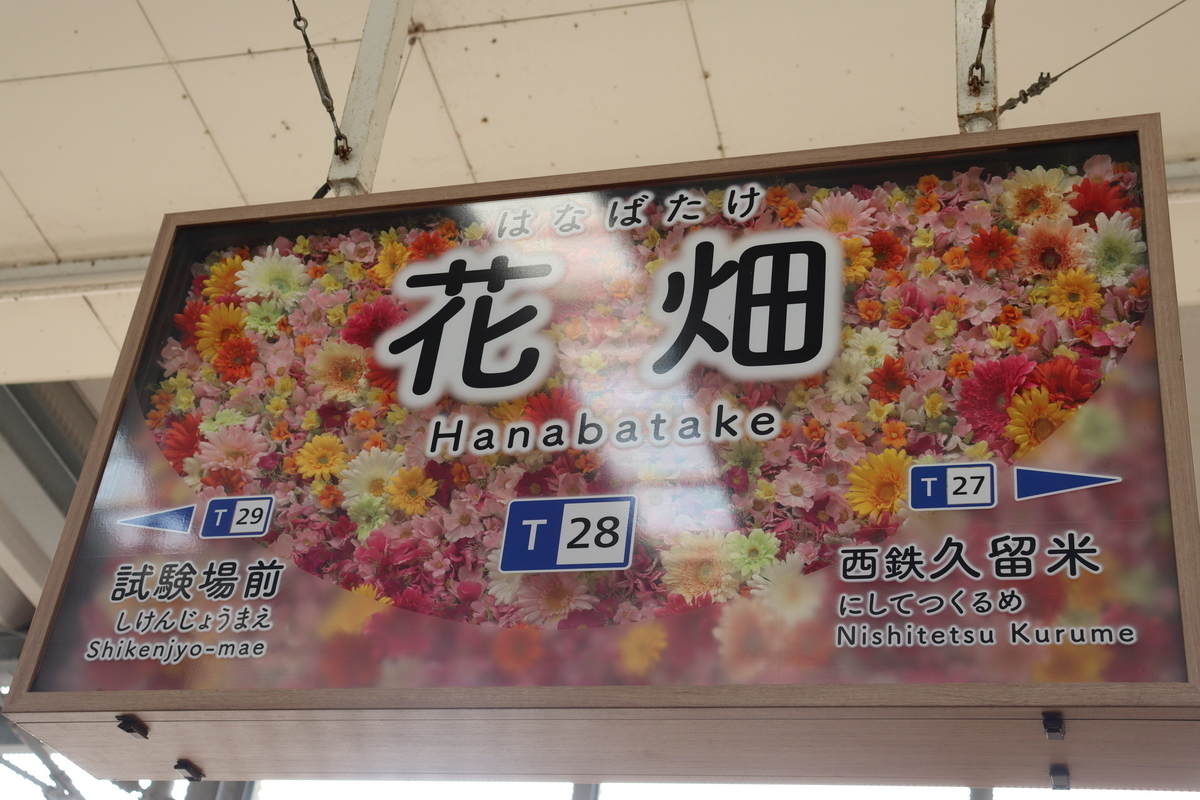 はなばたけ
花畑
Hanabatake
T 28
T 29
試験場前
しけんじょうまえ
Shikenjyo-mae
T 27
西鉄久留米
にしてつくるめ
Nishitetsu Kurume